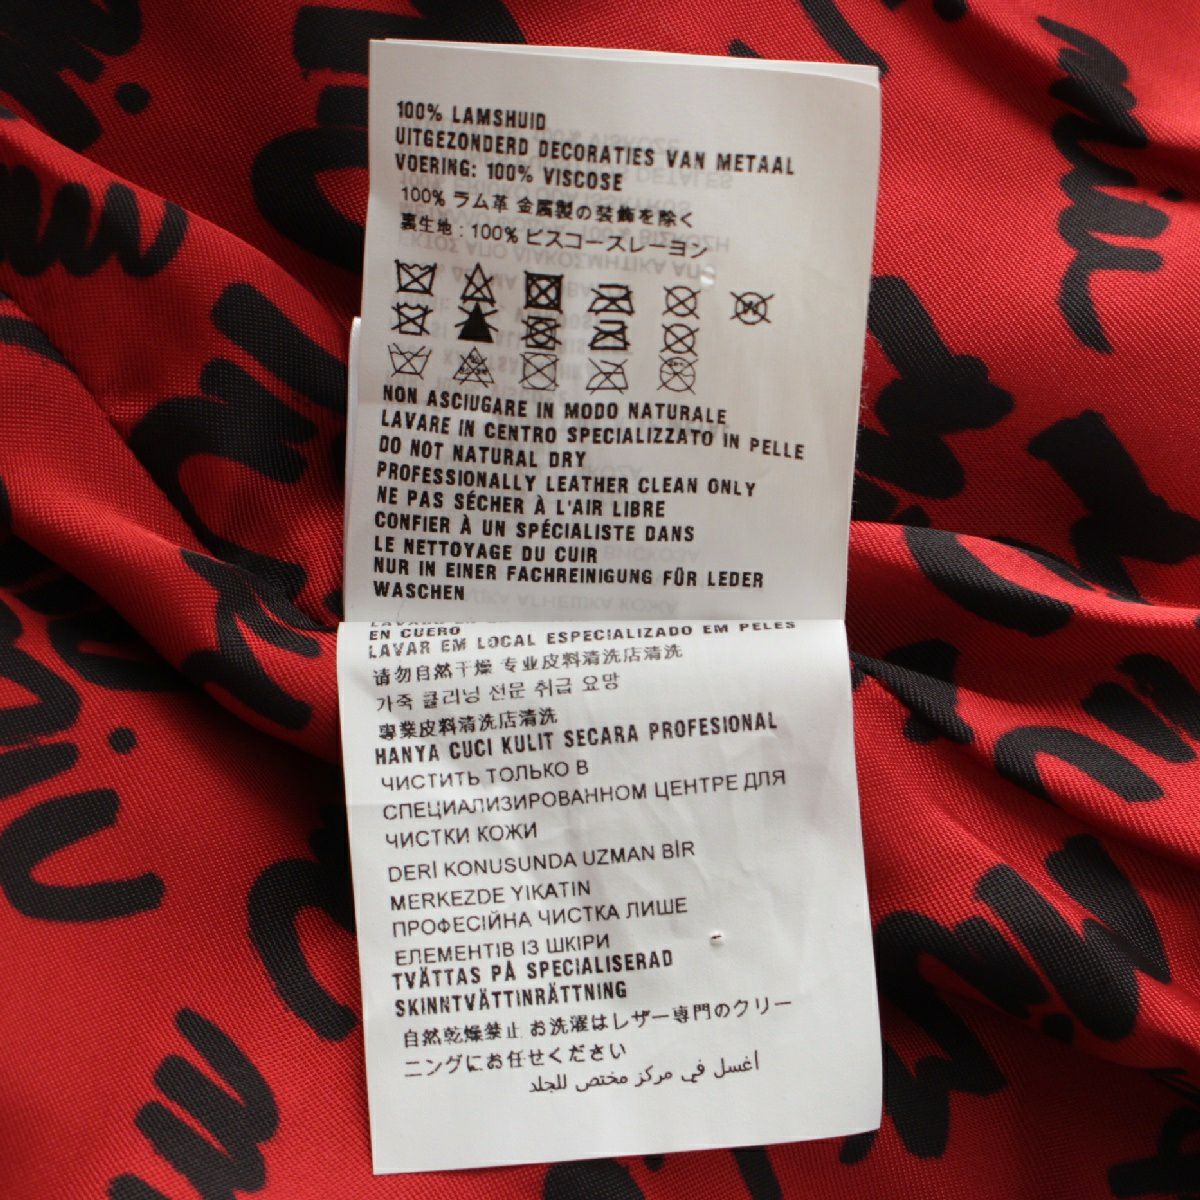 100% LAMSHUID
UITGEZONDERD DECORATIES VAN METAAL
VOERING: 100% VISCOSE
100% ラム革 金属製の装飾を除く
裏生地 : 100% ビスコースレーヨン
W
NON ASCIUGARE IN MODO NATURALE
LAVARE IN CENTRO SPECIALIZZATO IN PELLE
DO NOT NATURAL DRY
PROFESSIONALLY LEATHER CLEAN ONLY
NE PAS SÉCHER À L'AIR LIBRE
CONFIER À UN SPÉCIALISTE DANS
LE NETTOYAGE DU CUIR
NUR IN EINER FACHREINIGUNG FÜR LEDER
WASCHEN
EN CUERO
LAVAR EM LOCAL ESPECIALIZADO EM PELES
请勿自然干燥 专业皮料清洗店清洗
가죽 클리닝 전문 취급 요망
專業皮料清洗店清洗
HANYA CUCI KULIT SECARA PROFESIONAL
ЧИСТИТЬ ТОЛЬКО В
СПЕЦИАЛИЗИРОВАННОМ ЦЕНТРЕ ДЛЯ
ЧИСТКИ КОЖИ
DERİ KONUSUNDA UZMAN BİR
MERKEZDE YIKATIN
ПРОФЕСІЙНА ЧИСТКА ЛИШЕ
ЕЛЕМЕНТІВ ІЗ ШКІРИ
TVÄTTAS PÅ SPECIALISERAD
SKINNTVÄTTINRÄTTNING
自然乾燥禁止 お洗濯はレザー専門のクリー
ニングにお任せください
اغسل في مركز مختص للجلد